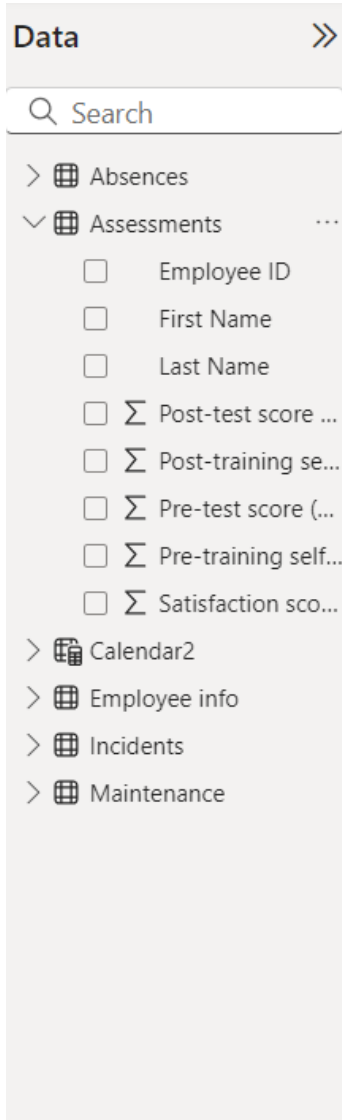 Data
Search
Absences
Assessments ...
Employee ID
First Name
Last Name
Σ Post-test score ...
Σ Post-training se...
Σ Pre-test score (...
Σ Pre-training self...
Σ Satisfaction sco...
Calendar2
Employee info
Incidents
Maintenance